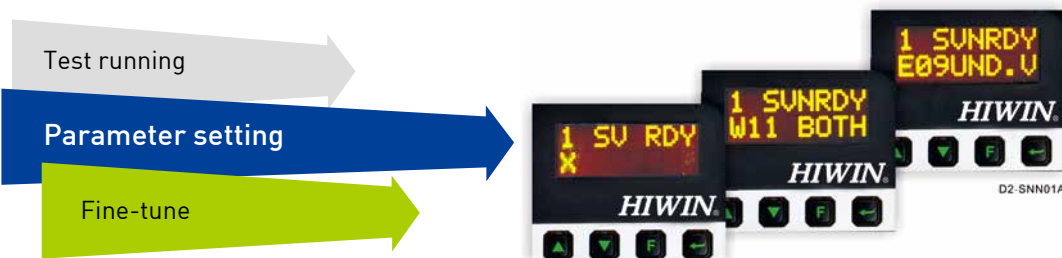 Test running
Parameter setting
Fine-tune
1 SV RDY
X
HIWIN®
1 SVNRDY
W11 BOTH
HIWIN®
F
1 SVNRDY
E09UND.V
HIWIN®
F
D2-SNN01A
F